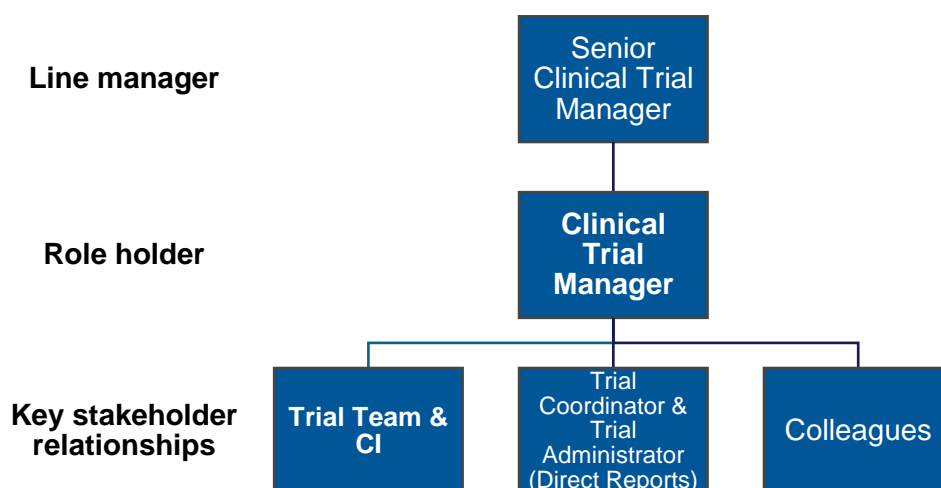 Line manager
Senior
Clinical Trial
Manager
Role holder
Clinical
Trial
Manager
Key stakeholder
relationships
Trial Team &
CI
Trial
Coordinator &
Trial
Administrator
(Direct Reports)
Colleagues